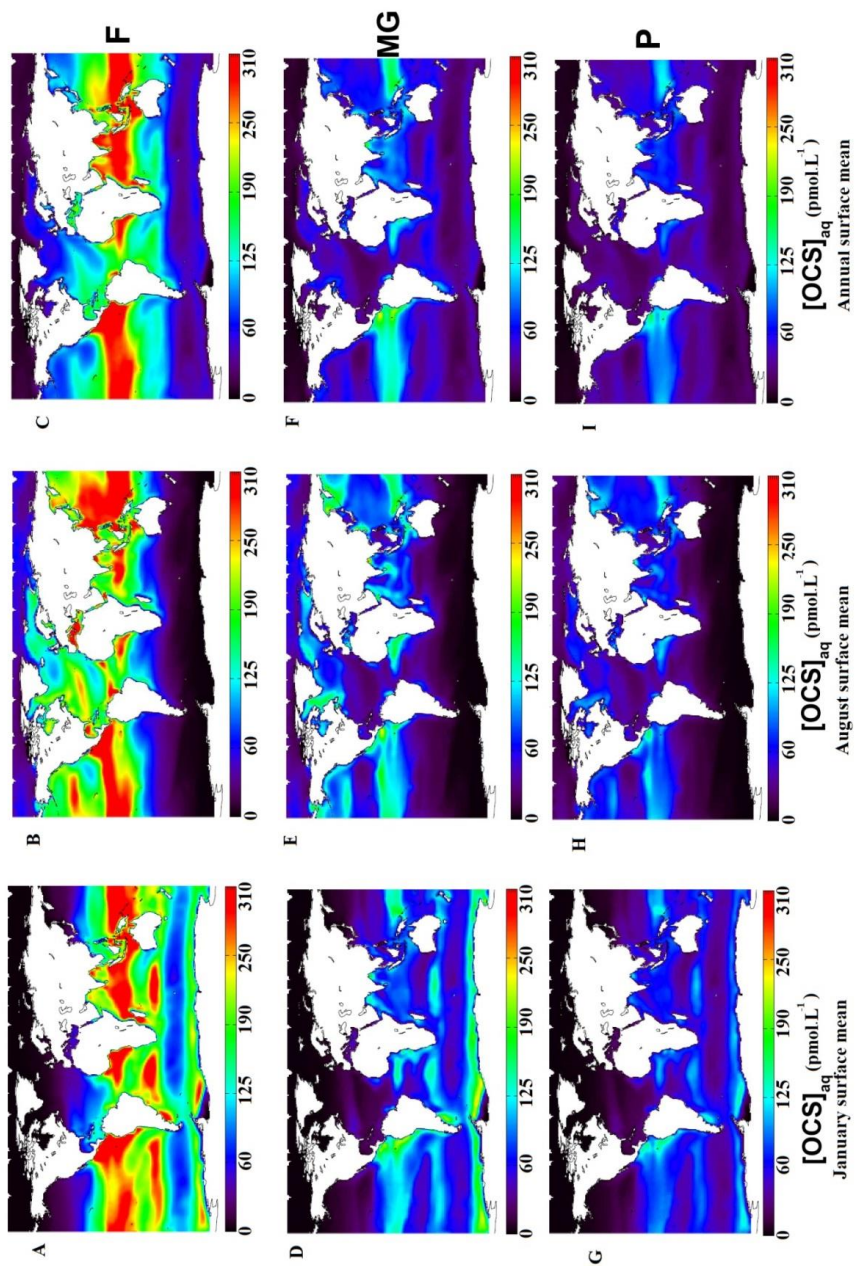 A
B
C
F
0 60 125 190 250 310
0 60 125 190 250 310
0 60 125 190 250 310
D
E
F
MG
0 60 125 190 250 310
0 60 125 190 250 310
0 60 125 190 250 310
G
H
I
P
0 60 125 190 250 310
0 60 125 190 250 310
0 60 125 190 250 310
[OCS]aq (pmol.L⁻¹)
January surface mean
[OCS]aq (pmol.L⁻¹)
August surface mean
[OCS]aq (pmol.L⁻¹)
Annual surface mean